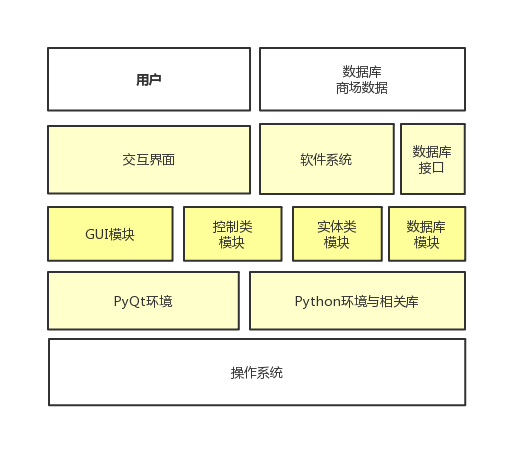 用户
数据库
商场数据
交互界面
软件系统
数据库
接口
GUI模块
控制类
模块
实体类
模块
数据库
模块
PyQt环境
Python环境与相关库
操作系统